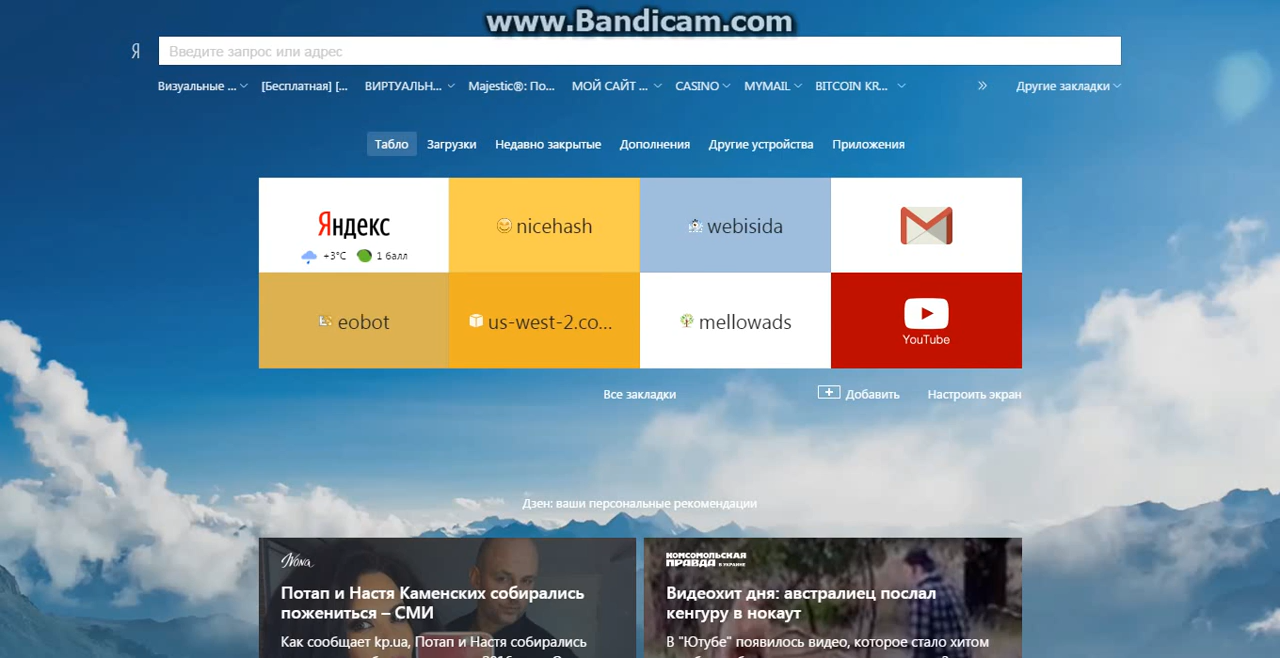 www.Bandicam.com
Я
Введите запрос или адрес
Визуальные ... [Бесплатная] [... ВИРТУАЛЬН... Majestic®: По... МОЙ САЙТ ... CASINO MYMAIL BITCOIN KR... » Другие закладки
Табло Загрузки Недавно закрытые Дополнения Другие устройства Приложения
Яндекс nicehash webisida
+3°C 1 балл
eobot us-west-2.co... mellowads YouTube
Все закладки Добавить Настроить экран
Дзен: ваши персональные рекомендации
Nona
Потап и Настя Каменских собирались
пожениться – СМИ
Как сообщает kp.ua, Потап и Настя собирались
КОМСОМОЛЬСКАЯ
ПРАВДА В УКРАИНЕ
Видеохит дня: австралиец послал
кенгуру в нокаут
В "Ютубе" появилось видео, которое стало хитом